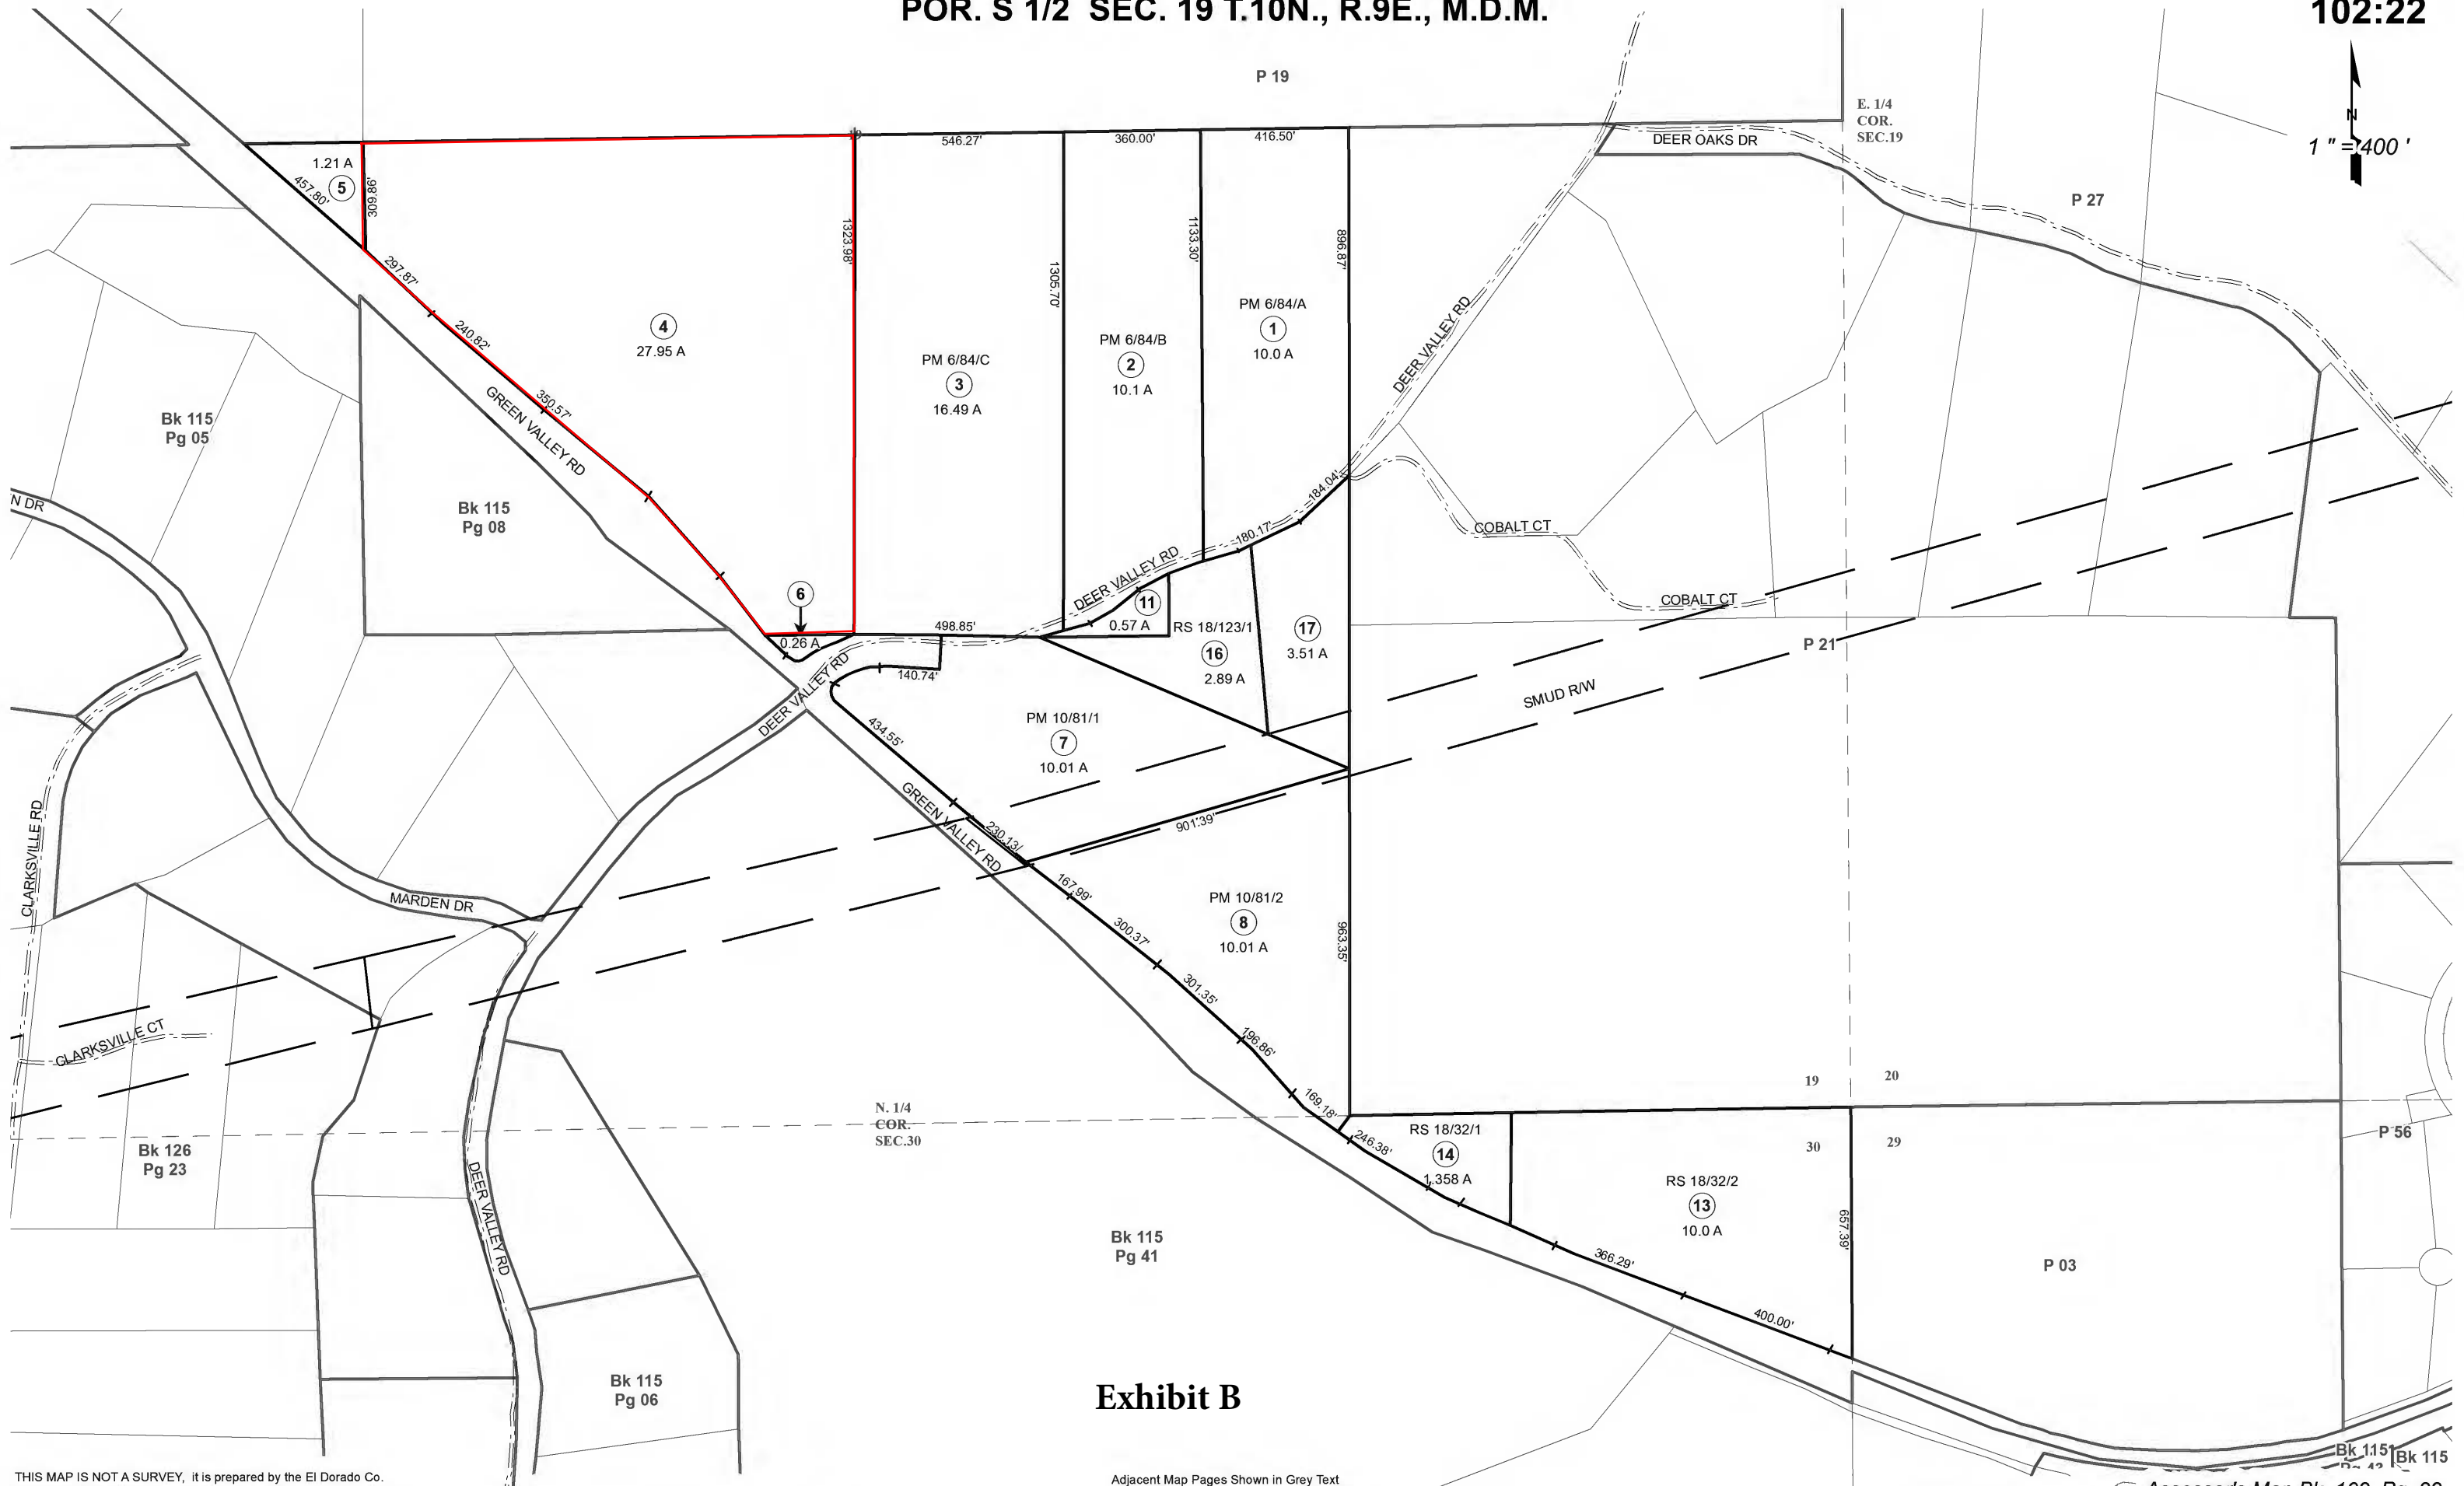 POR. S 1/2 SEC. 19 T.10N., R.9E., M.D.M.
102:22
P 19
E. 1/4
COR.
SEC.19
N
1 " = 400 '
DEER OAKS DR
P 27
546.27'
360.00'
416.50'
1.21 A
5
457.80'
309.86'
297.87'
240.82'
350.57'
4
27.95 A
1323.98'
1305.70'
1133.30'
896.87'
PM 6/84/A
1
10.0 A
PM 6/84/B
2
10.1 A
PM 6/84/C
3
16.49 A
DEER VALLEY RD
GREEN VALLEY RD
Bk 115
Pg 05
Bk 115
Pg 08
N DR
184.04'
180.17'
COBALT CT
COBALT CT
DEER VALLEY RD
6
0.26 A
498.85'
140.74'
DEER VALLEY RD
11
0.57 A
RS 18/123/1
16
2.89 A
17
3.51 A
P 21
SMUD R/W
PM 10/81/1
7
10.01 A
434.55'
GREEN VALLEY RD
230.13'
901.39'
167.99'
300.37'
301.35'
196.86'
169.18'
246.38'
PM 10/81/2
8
10.01 A
963.35'
CLARKSVILLE RD
MARDEN DR
CLARKSVILLE CT
Bk 126
Pg 23
DEER VALLEY RD
N. 1/4
COR.
SEC.30
19
20
30
29
RS 18/32/1
14
1.358 A
RS 18/32/2
13
10.0 A
657.39'
366.29'
400.00'
P 56
P 03
Bk 115
Pg 41
Bk 115
Pg 06
Exhibit B
Bk 115
Bk 115
THIS MAP IS NOT A SURVEY, it is prepared by the El Dorado Co.
Adjacent Map Pages Shown in Grey Text